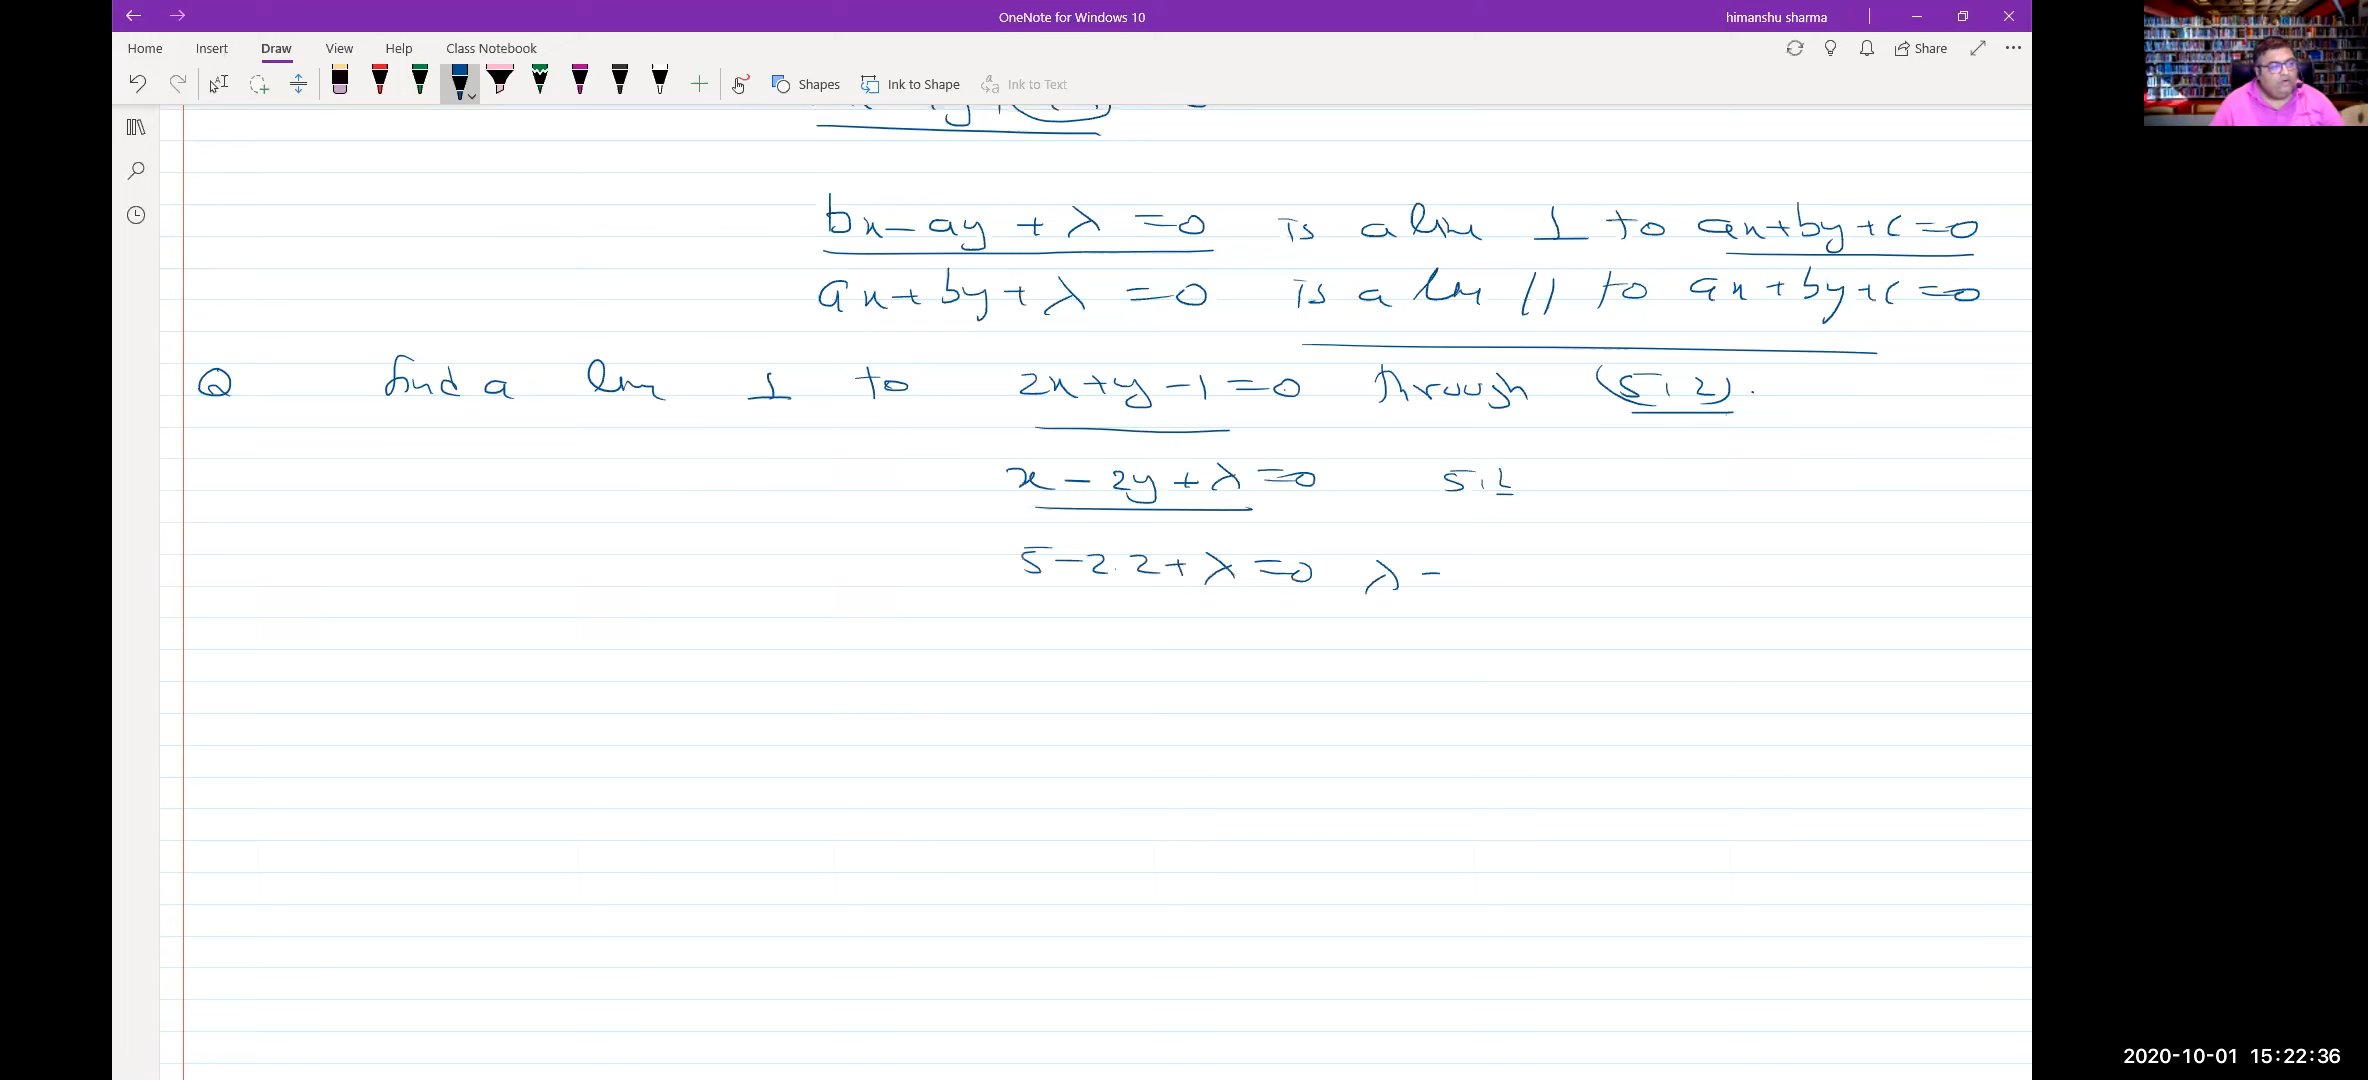 OneNote for Windows 10
himanshu sharma
Home Insert Draw View Help Class Notebook
Share
Shapes Ink to Shape Ink to Text
bx - ay + λ = 0 is a line ⊥ to ax + by + c = 0
ax + by + λ = 0 is a line // to ax + by + c = 0
Q find a line ⊥ to 2x + y - 1 = 0 through (5, 2).
x - 2y + λ = 0 5, 2
5 - 2.2 + λ = 0 λ -
2020-10-01 15:22:36